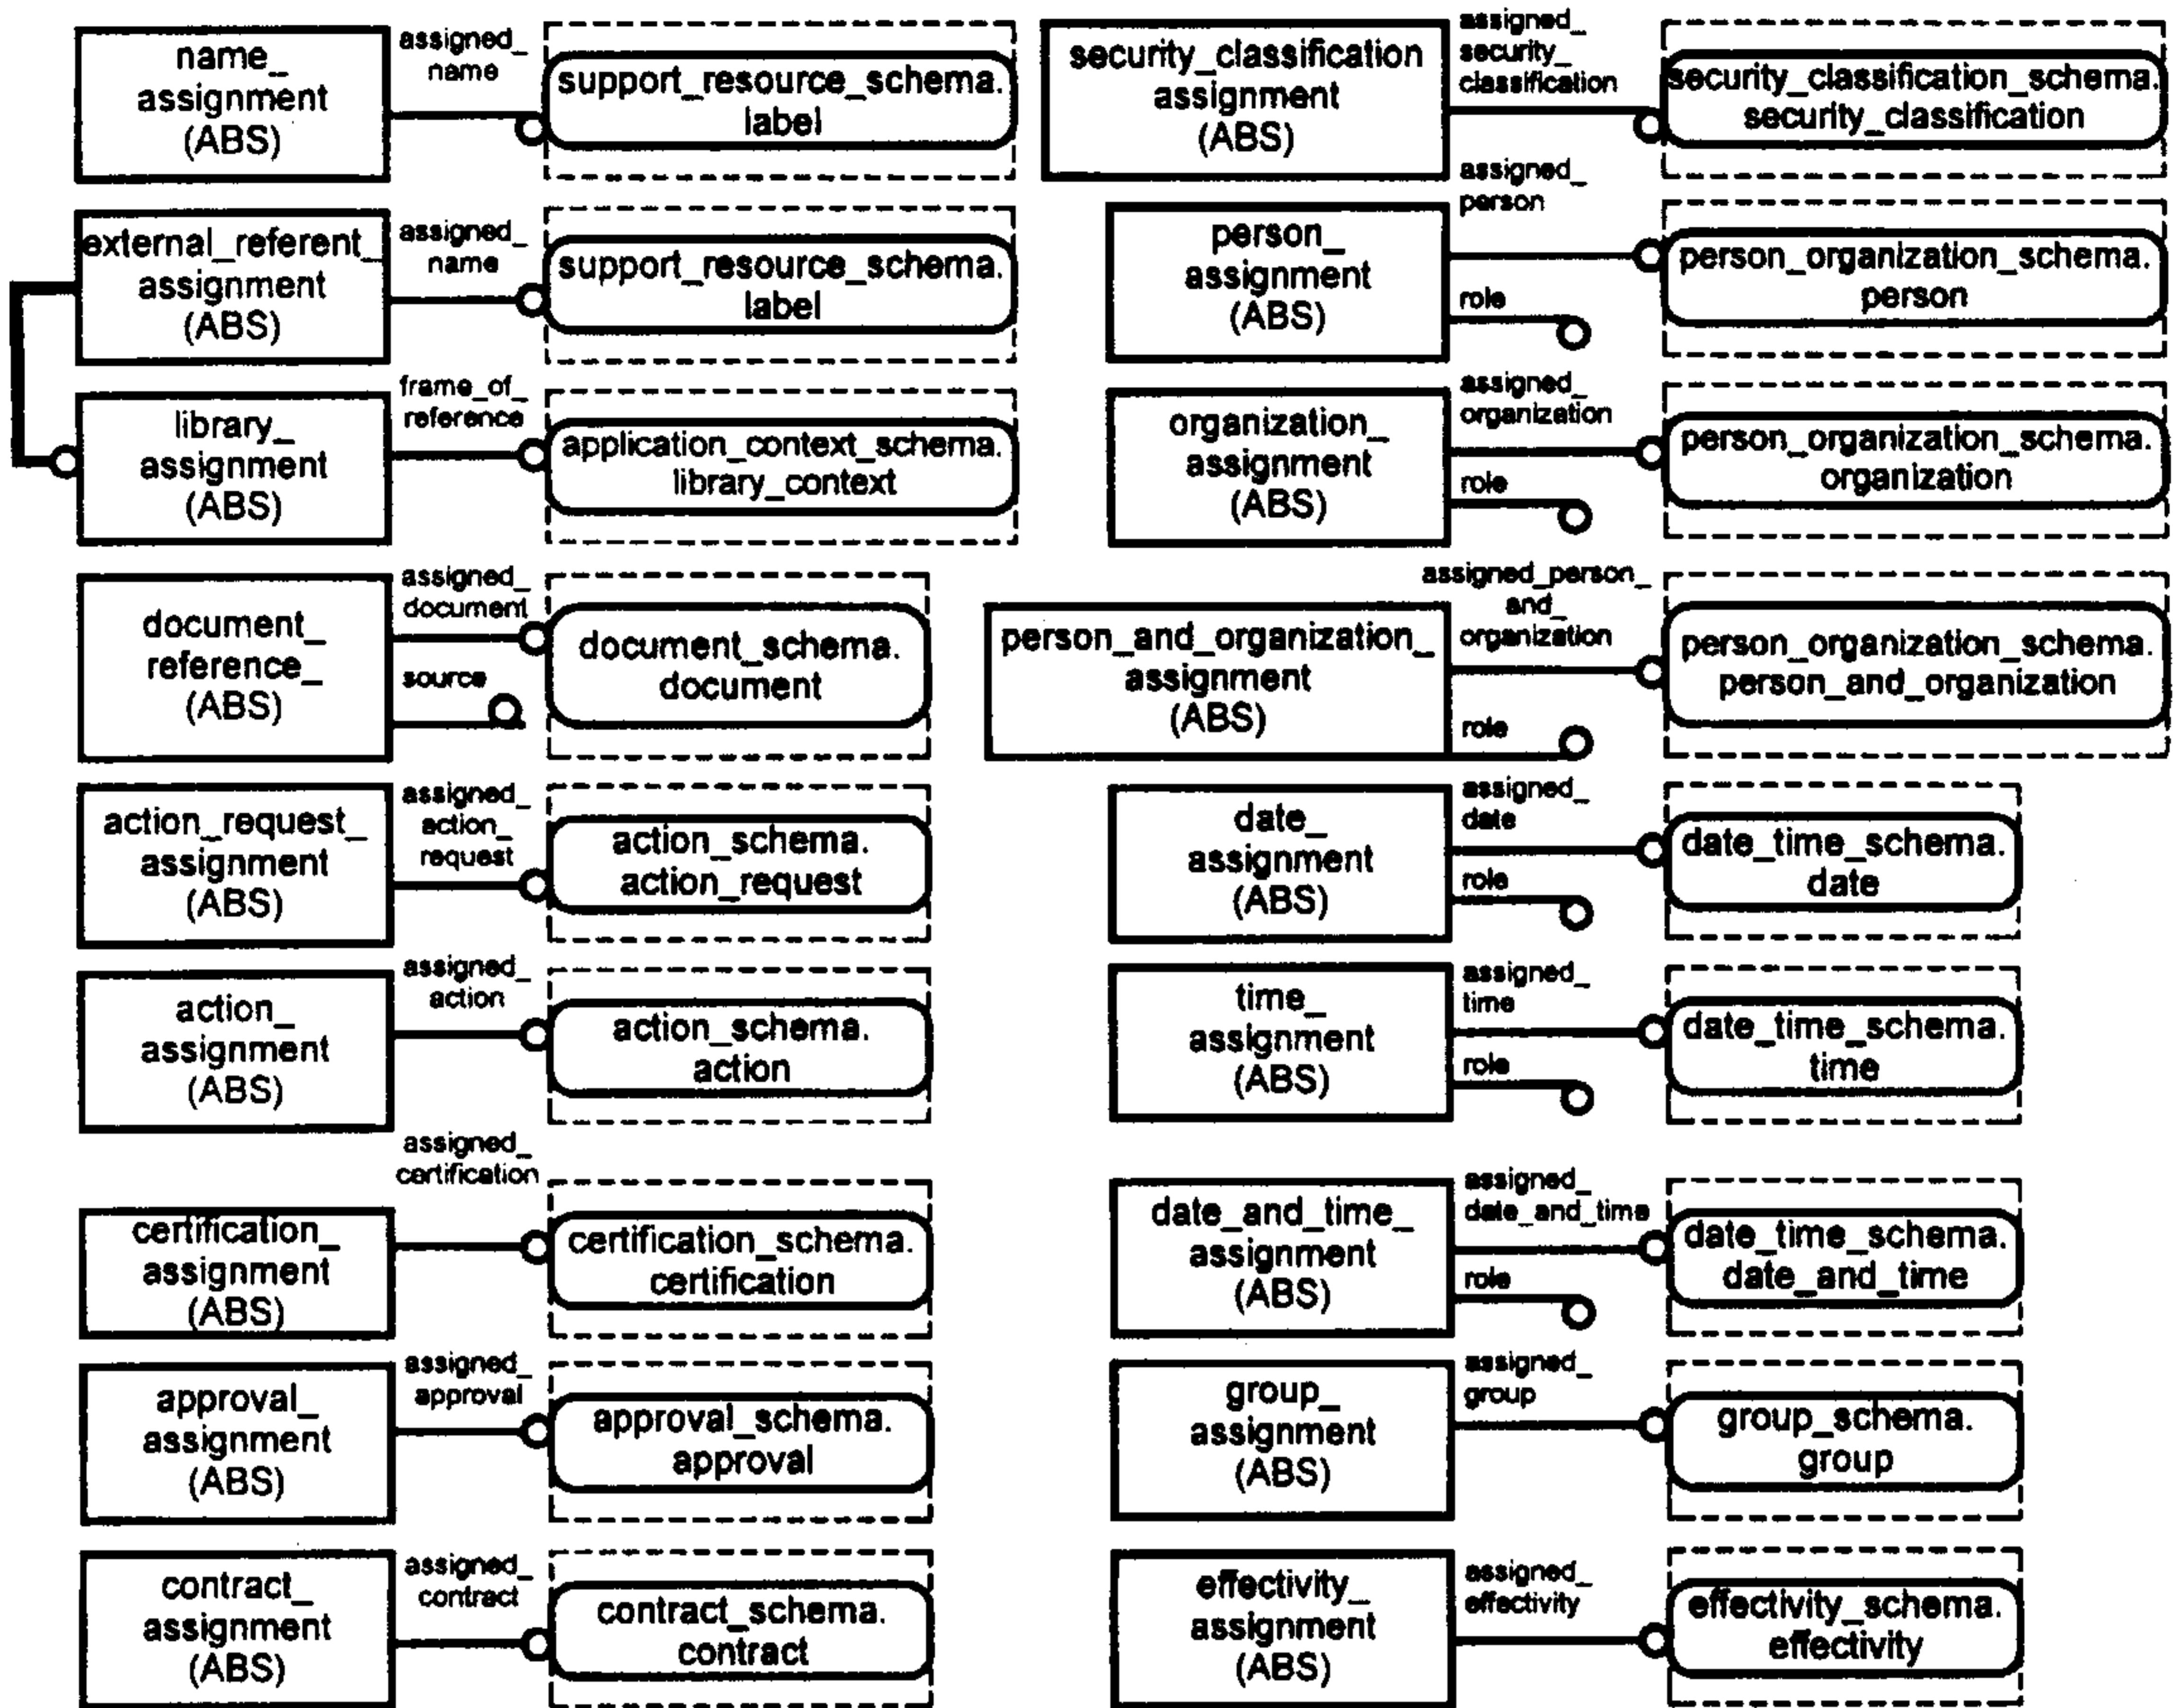 name_
assignment
(ABS)
assigned_
name
support_resource_schema.
label
external_referent_
assignment
(ABS)
assigned_
name
support_resource_schema.
label
library_
assignment
(ABS)
frame_of_
reference
application_context_schema.
library_context
document_
reference_
(ABS)
assigned_
document
source
document_schema.
document
action_request_
assignment
(ABS)
assigned_
action_
request
action_schema.
action_request
action_
assignment
(ABS)
assigned_
action
action_schema.
action
certification_
assignment
(ABS)
assigned_
certification
certification_schema.
certification
approval_
assignment
(ABS)
assigned_
approval
approval_schema.
approval
contract_
assignment
(ABS)
assigned_
contract
contract_schema.
contract
security_classification
assignment
(ABS)
assigned_
security_
classification
security_classification_schema.
security_classification
person_
assignment
(ABS)
assigned_
person
role
person_organization_schema.
person
organization_
assignment
(ABS)
assigned_
organization
role
person_organization_schema.
organization
person_and_organization_
assignment
(ABS)
assigned_person_
and_
organization
role
person_organization_schema.
person_and_organization
date_
assignment
(ABS)
assigned_
date
role
date_time_schema.
date
time_
assignment
(ABS)
assigned_
time
role
date_time_schema.
time
date_and_time_
assignment
(ABS)
assigned_
date_and_time
role
date_time_schema.
date_and_time
group_
assignment
(ABS)
assigned_
group
group_schema.
group
effectivity_
assignment
(ABS)
assigned_
effectivity
effectivity_schema.
effectivity